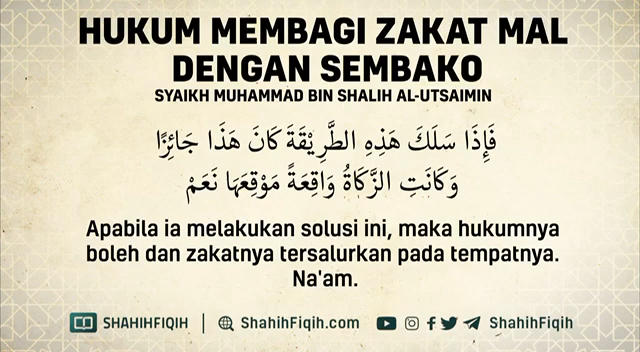 HUKUM MEMBAGI ZAKAT MAL
DENGAN SEMBAKO
SYAIKH MUHAMMAD BIN SHALIH AL-UTSAIMIN
فَإِذَا سَلَكَ هَذِهِ الطَّرِيْقَةَ كَانَ هَذَا جَائِزًا
وَكَانَتِ الزَّكَاةُ وَاقِعَةً مَوْقِعَهَا نَعَمْ
Apabila ia melakukan solusi ini, maka hukumnya
boleh dan zakatnya tersalurkan pada tempatnya.
Na'am.
SHAHIHFIQIH | ShahihFiqih.com ShahihFiqih